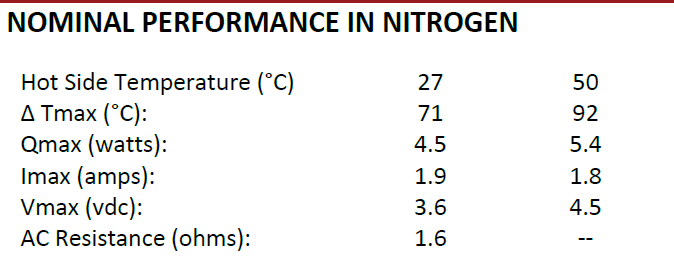 NOMINAL PERFORMANCE IN NITROGEN
Hot Side Temperature (°C) 27 50
Δ Tmax (°C): 71 92
Qmax (watts): 4.5 5.4
Imax (amps): 1.9 1.8
Vmax (vdc): 3.6 4.5
AC Resistance (ohms): 1.6 --